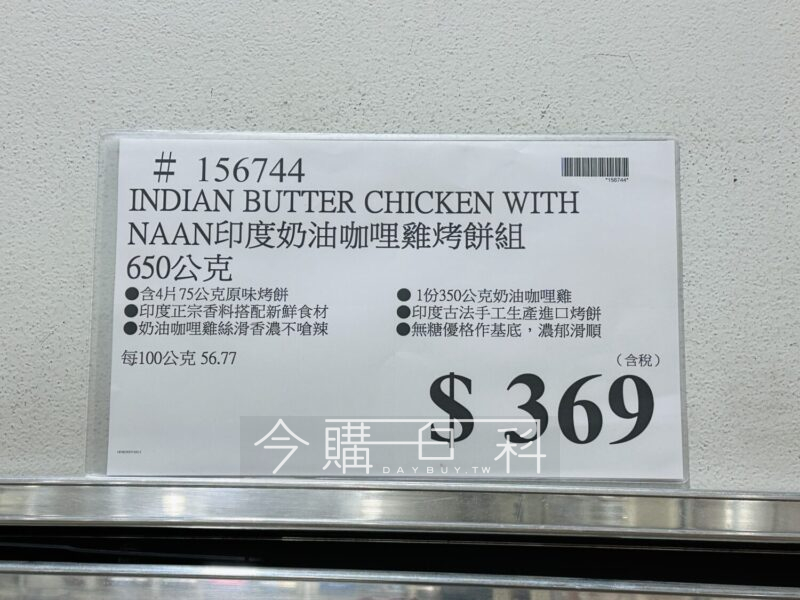 # 156744
*156744*
INDIAN BUTTER CHICKEN WITH
NAAN印度奶油咖哩雞烤餅組
650公克
●含4片75公克原味烤餅
●1份350公克奶油咖哩雞
●印度正宗香料搭配新鮮食材
●印度古法手工生產進口烤餅
●奶油咖哩雞絲滑香濃不嗆辣
●無糖優格作基底，濃郁滑順
每100公克 56.77
(含稅)
$ 369
今購百科
DAYBUY.TW